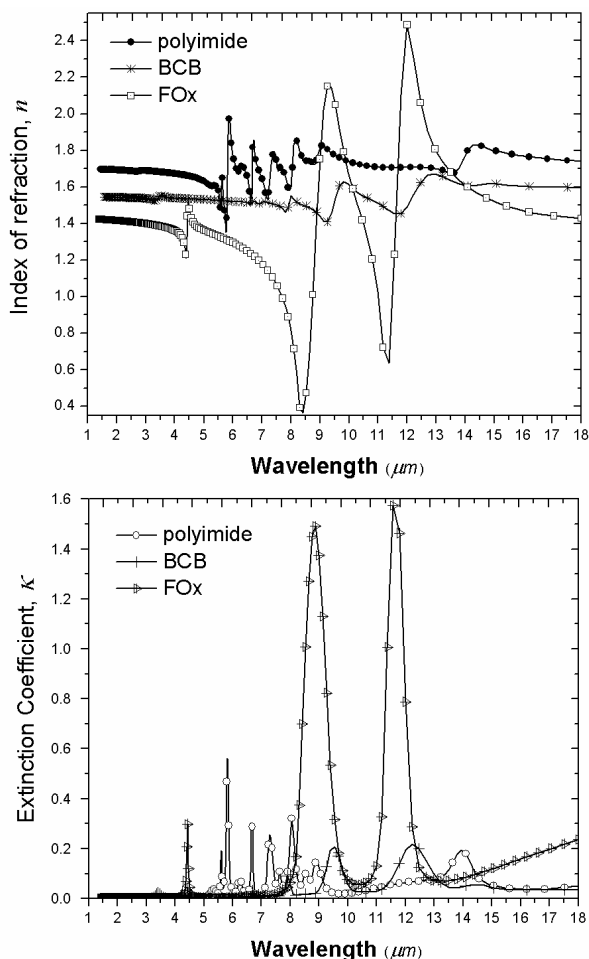 2.4
2.2
2.0
1.8
1.6
1.4
1.2
1.0
0.8
0.6
0.4
Index of refraction, n
polyimide
BCB
FOx
1 2 3 4 5 6 7 8 9 10 11 12 13 14 15 16 17 18
Wavelength (μm)
1.6
1.4
1.2
1.0
0.8
0.6
0.4
0.2
0.0
Extinction Coefficient, κ
polyimide
BCB
FOx
1 2 3 4 5 6 7 8 9 10 11 12 13 14 15 16 17 18
Wavelength (μm)